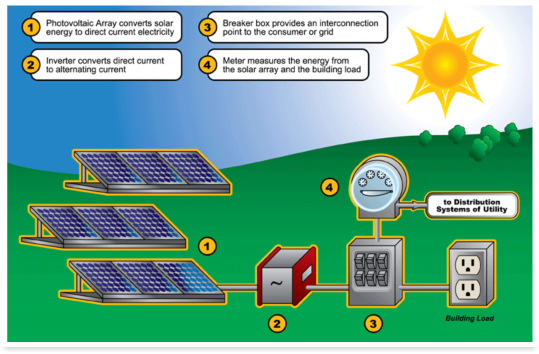 1 Photovoltaic Array converts solar
energy to direct current electricity
2 Inverter converts direct current
to alternating current
3 Breaker box provides an interconnection
point to the consumer or grid
4 Meter measures the energy from
the solar array and the building load
4
to Distribution
Systems of Utility
1
~
2
3
Building Load